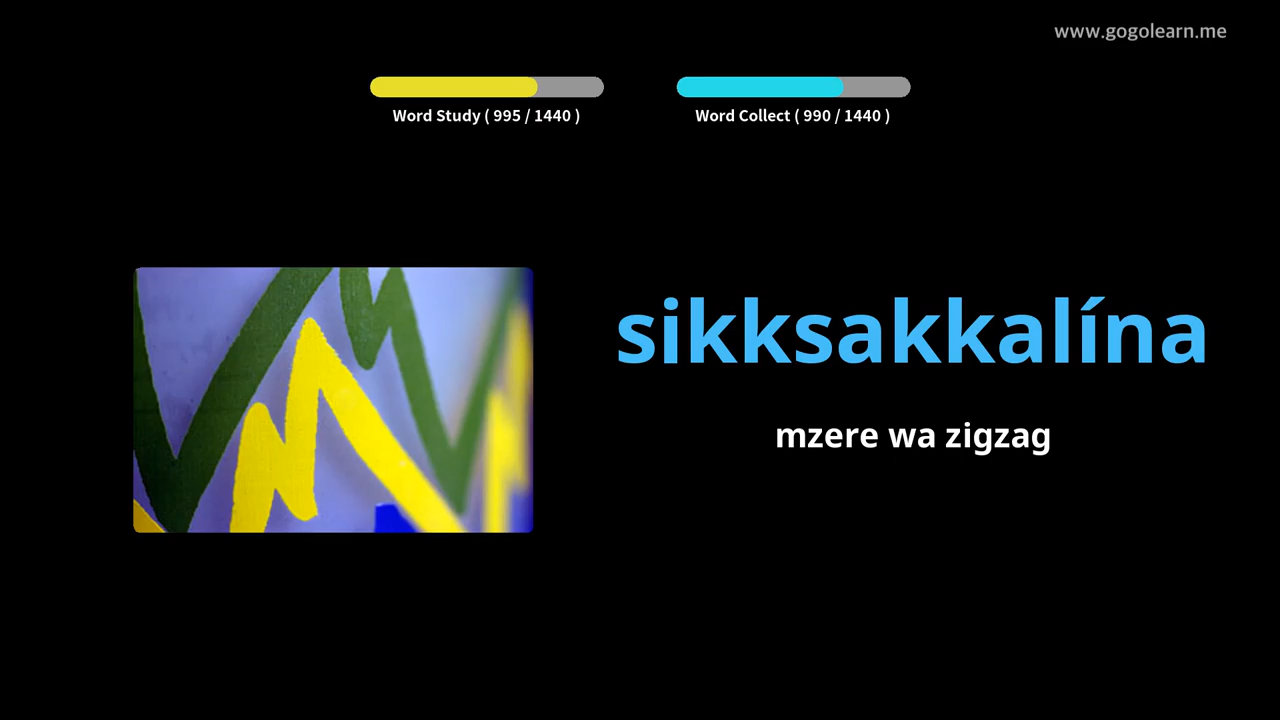 www.gogolearn.me
Word Study ( 995 / 1440 )
Word Collect ( 990 / 1440 )
sikksakkalína
mzere wa zigzag